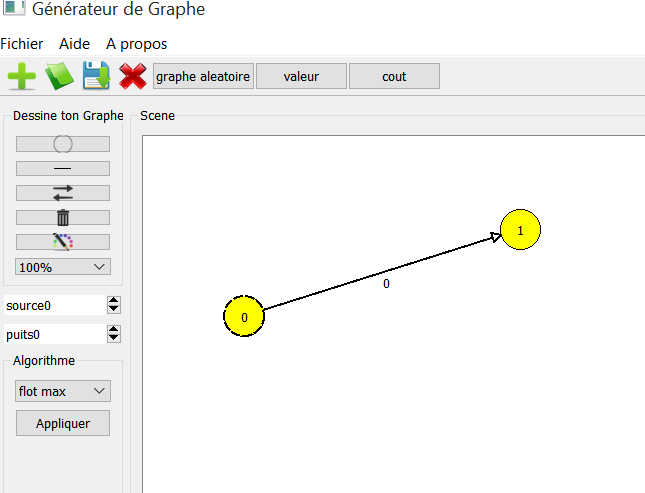 Générateur de Graphe
Fichier Aide A propos
graphe aleatoire valeur cout
Dessine ton Graphe
Scene
100%
source0
puits0
Algorithme
flot max
Appliquer
1
0
0